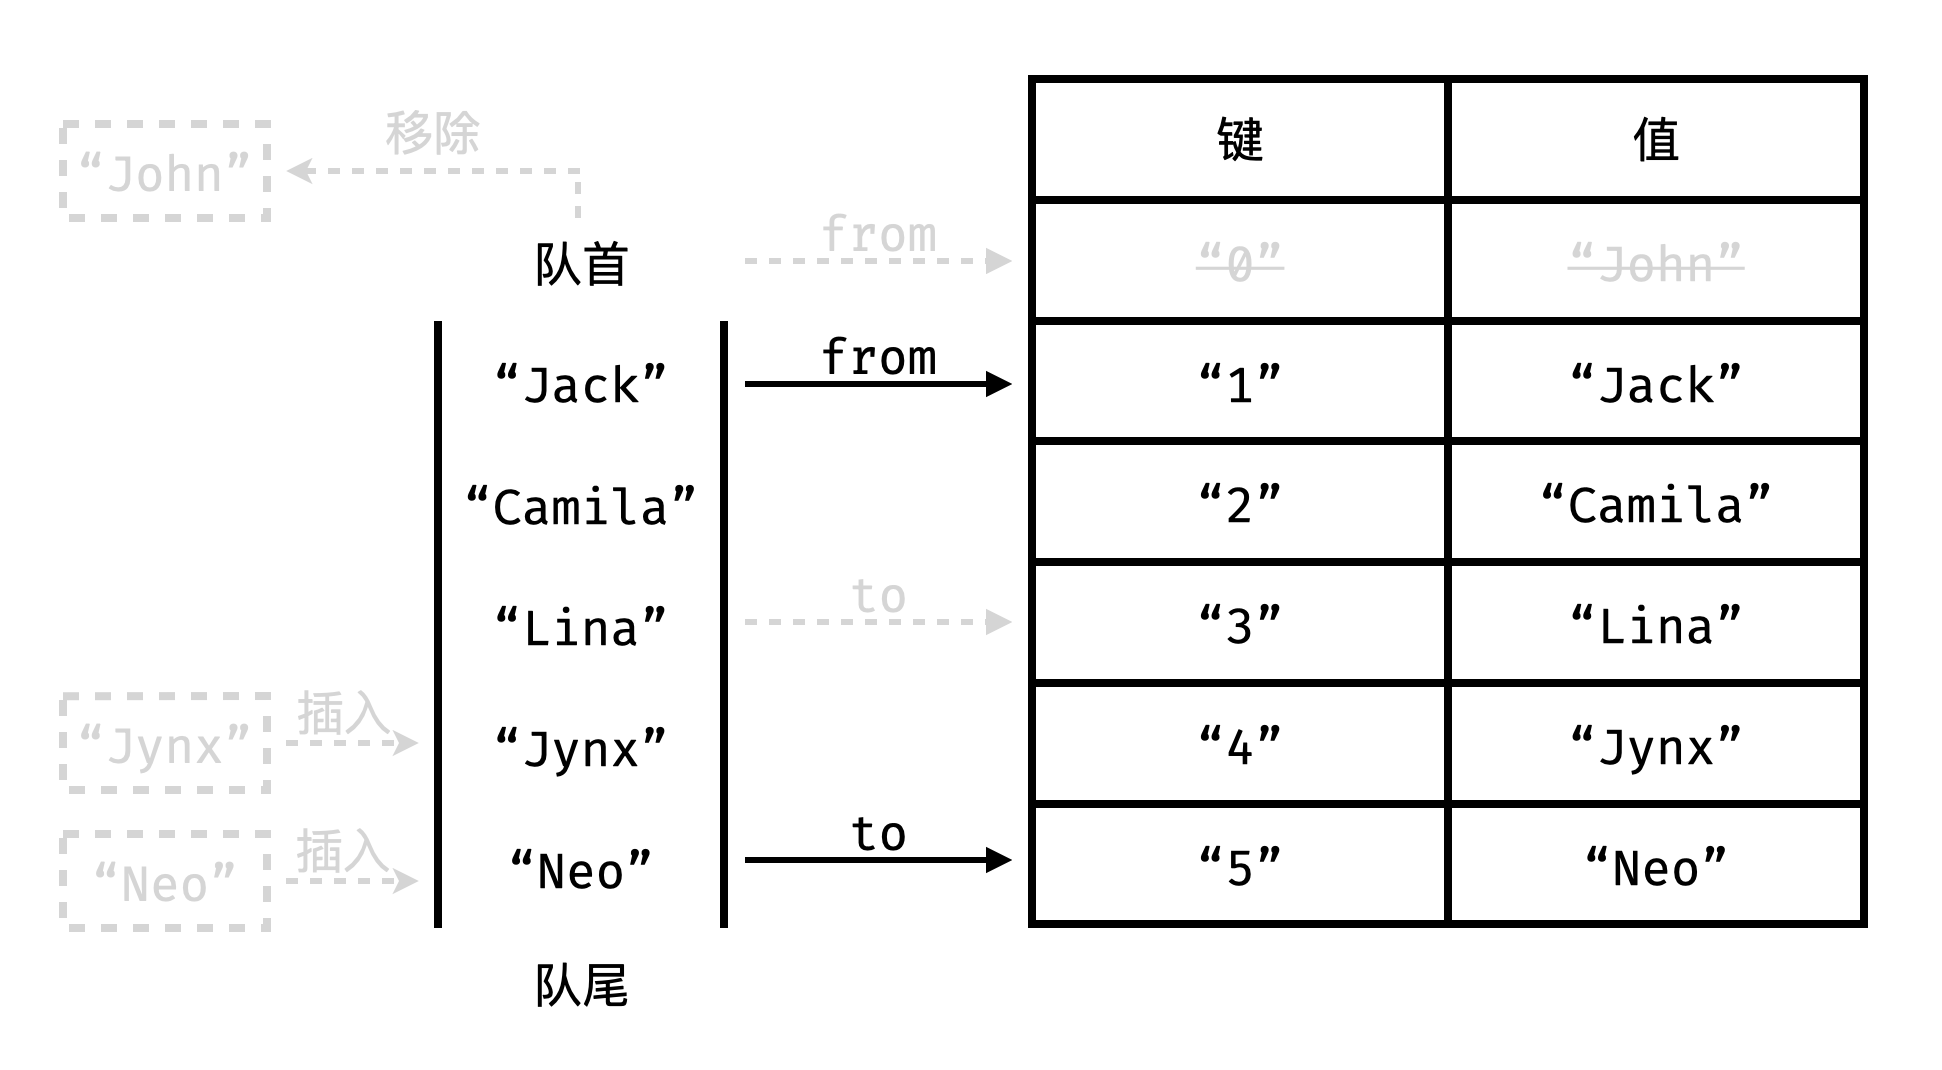 “John”
移除
队首
“Jack”
“Camila”
“Lina”
“Jynx”
“Neo”
队尾
“Jynx”
插入
“Neo”
插入
from
from
to
to
键 值
“0” “John”
“1” “Jack”
“2” “Camila”
“3” “Lina”
“4” “Jynx”
“5” “Neo”